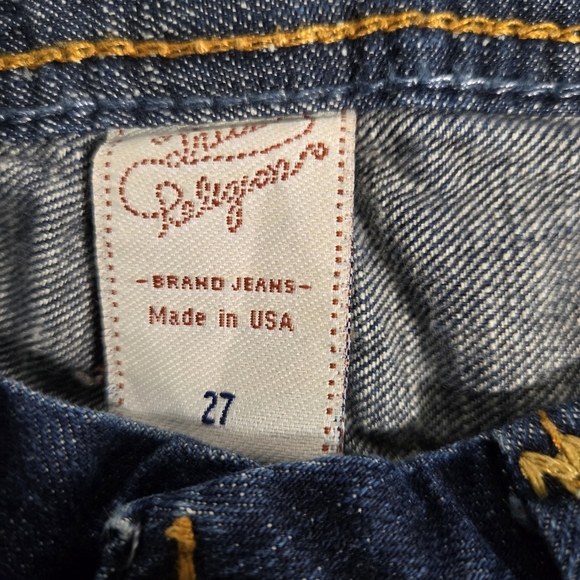 True
Religion
-BRAND JEANS-
Made in USA
27